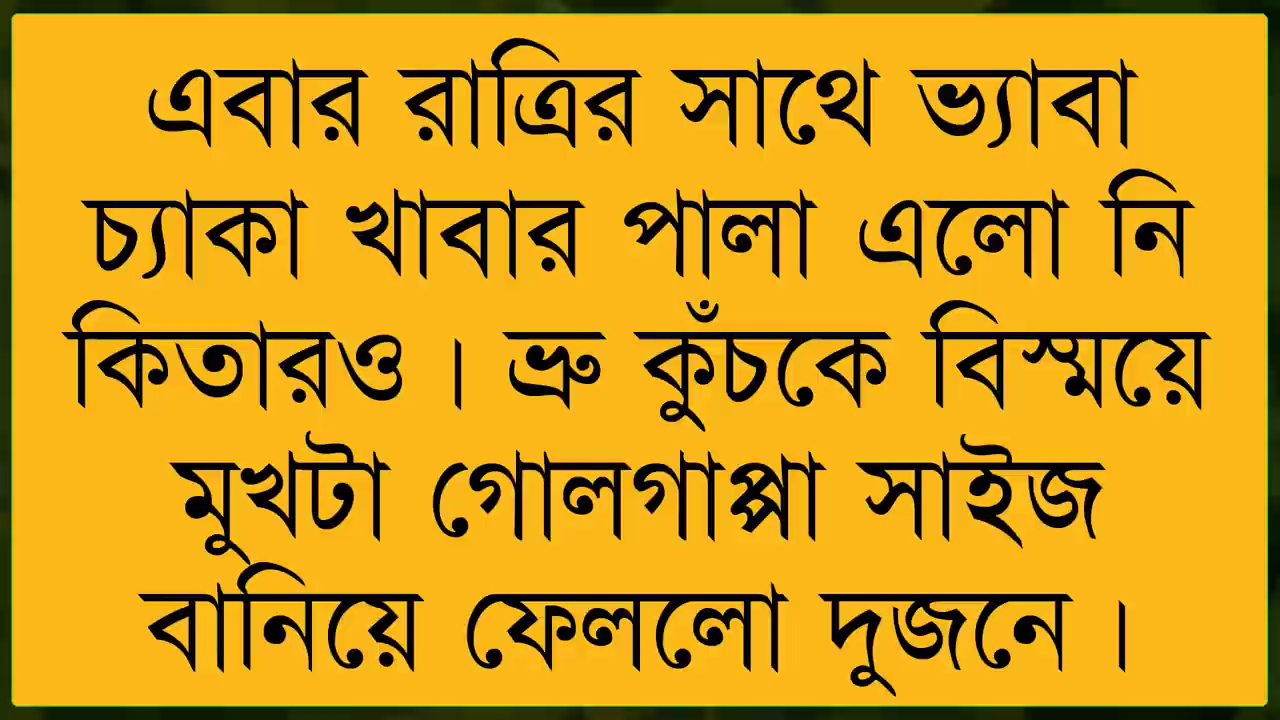 এবার রাত্রির সাথে ভ্যাবা
চ্যাকা খাবার পালা এলো নি
কিতারও । ভ্রু কুঁচকে বিস্ময়ে
মুখটা গোলগাপ্পা সাইজ
বানিয়ে ফেললো দুজনে ।